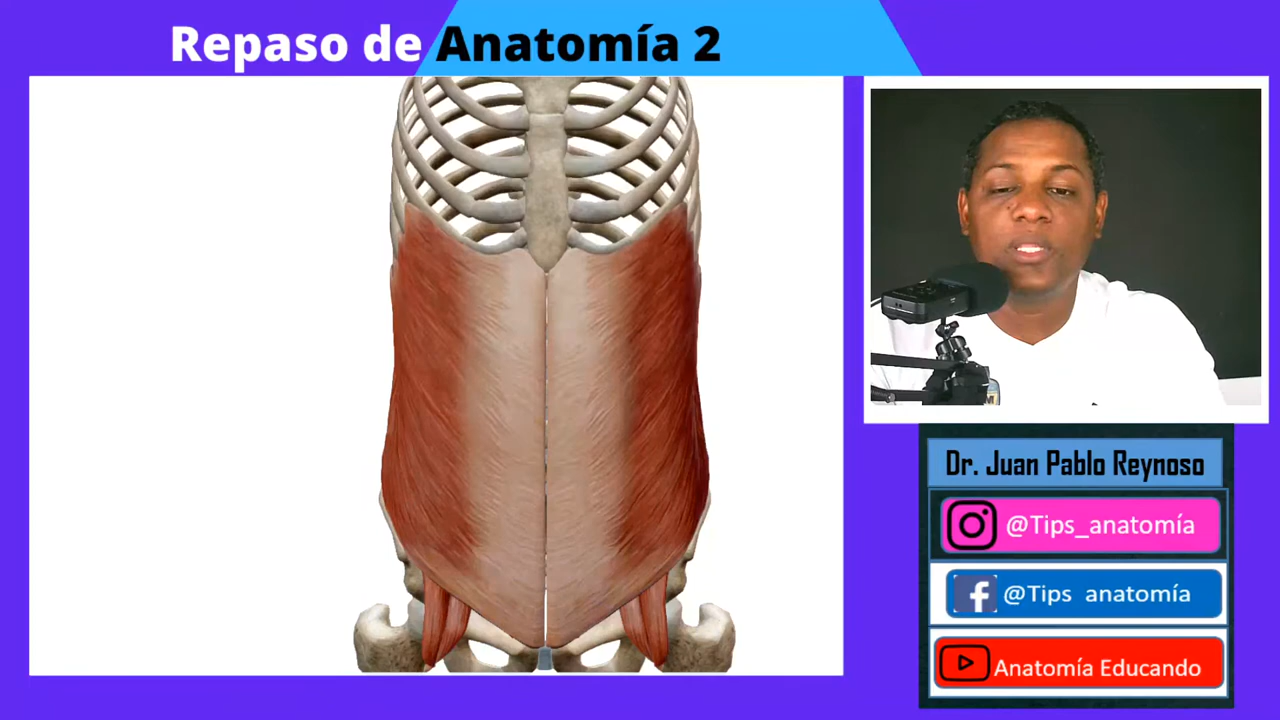 Repaso de Anatomía 2
Dr. Juan Pablo Reynoso
@Tips_anatomía
@Tips anatomía
Anatomía Educando